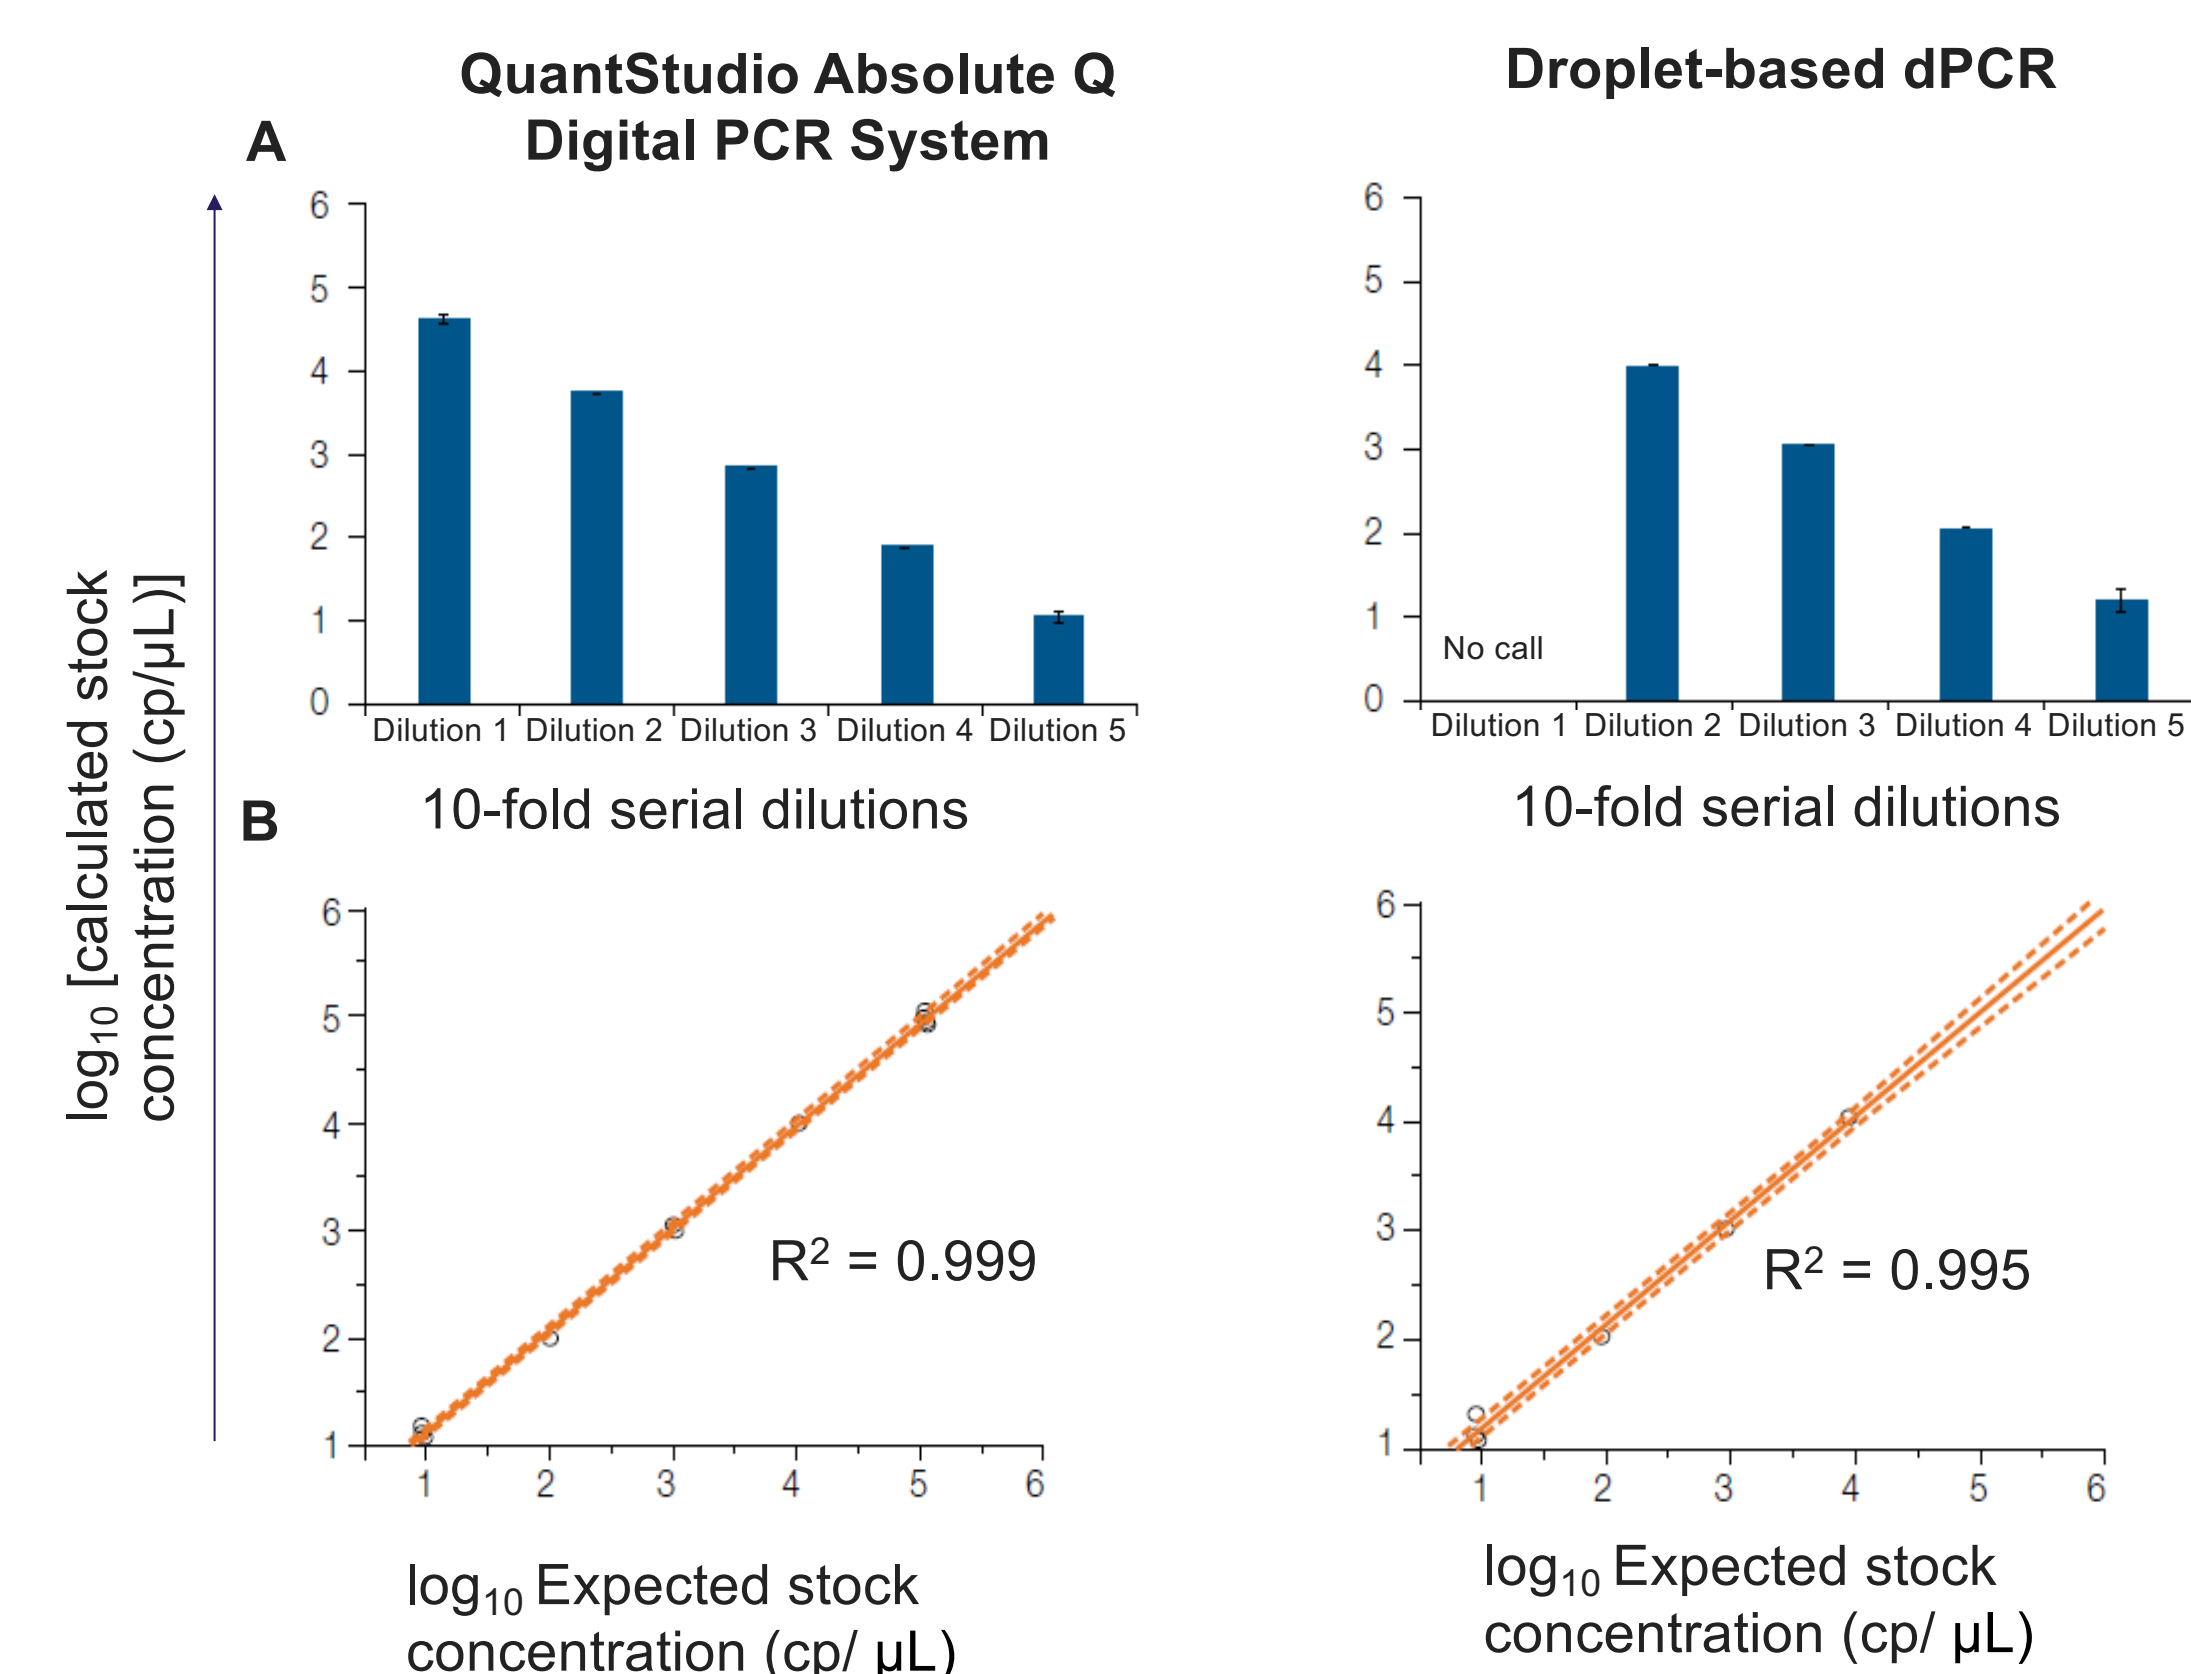 QuantStudio Absolute Q
Digital PCR System
Droplet-based dPCR
A
log₁₀ [calculated stock
concentration (cp/µL)]
6
5
4
3
2
1
0
Dilution 1 Dilution 2 Dilution 3 Dilution 4 Dilution 5
10-fold serial dilutions
6
5
4
3
2
1
0
No call
Dilution 1 Dilution 2 Dilution 3 Dilution 4 Dilution 5
10-fold serial dilutions
B
6
5
4
3
2
1
R² = 0.999
1 2 3 4 5 6
log₁₀ Expected stock
concentration (cp/ µL)
6
5
4
3
2
1
R² = 0.995
1 2 3 4 5 6
log₁₀ Expected stock
concentration (cp/ µL)